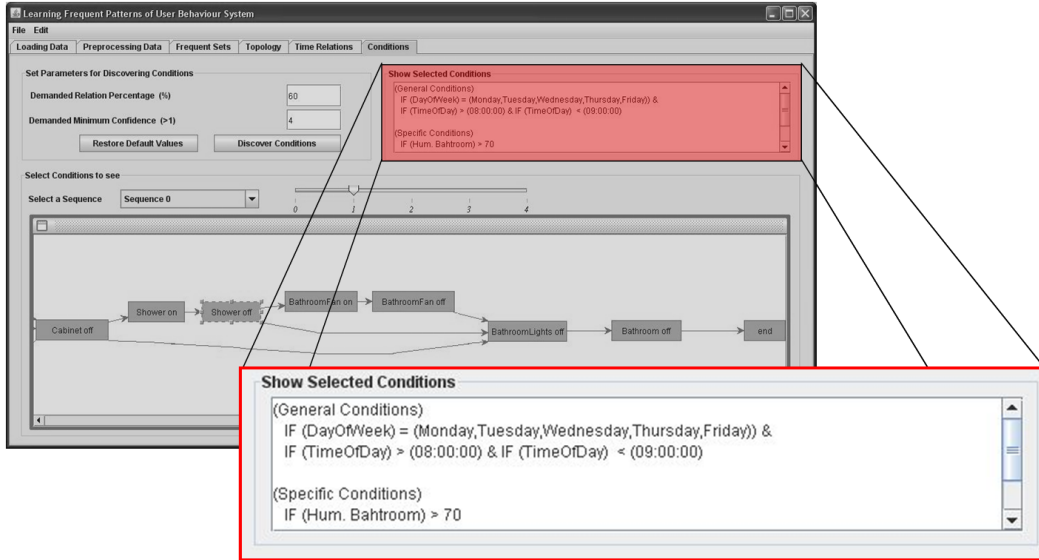 Learning Frequent Patterns of User Behaviour System
File Edit
Loading Data Preprocessing Data Frequent Sets Topology Time Relations Conditions
Set Parameters for Discovering Conditions
Demanded Relation Percentage (%) 60
Demanded Minimum Confidence (>1) 4
Restore Default Values Discover Conditions
Show Selected Conditions
(General Conditions)
IF (DayOfWeek) = (Monday,Tuesday,Wednesday,Thursday,Friday)) &
IF (TimeOfDay) > (08:00:00) & IF (TimeOfDay) < (09:00:00)
(Specific Conditions)
IF (Hum. Bahtroom) > 70
Select Conditions to see
Select a Sequence Sequence 0
0 1 2 3 4
Cabinet off
Shower on
Shower off
BathroomFan on
BathroomFan off
BathroomLights off
Bathroom off
end
Show Selected Conditions
(General Conditions)
IF (DayOfWeek) = (Monday,Tuesday,Wednesday,Thursday,Friday)) &
IF (TimeOfDay) > (08:00:00) & IF (TimeOfDay) < (09:00:00)
(Specific Conditions)
IF (Hum. Bahtroom) > 70